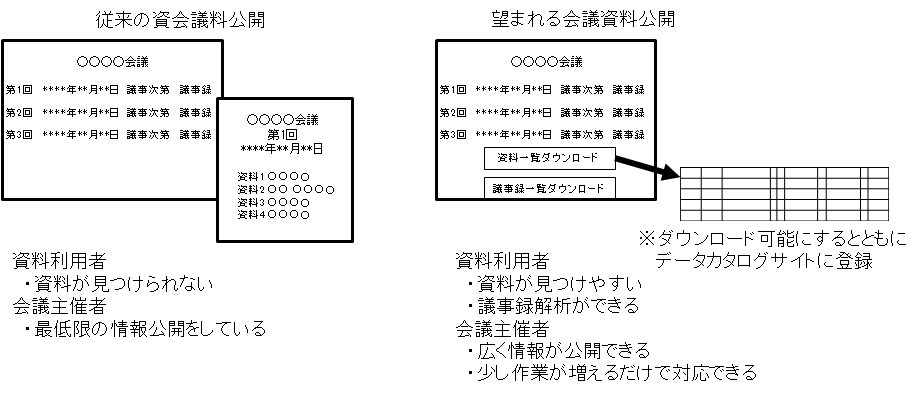 従来の資会議料公開
○○○○会議
第1回 ****年**月**日 議事次第 議事録
第2回 ****年**月**日 議事次第 議事録
第3回 ****年**月**日 議事次第 議事録
○○○○会議
第1回
****年**月**日
資料1○○○○
資料2○○ ○○○○
資料3○○○○
資料4○○○○
資料利用者
・資料が見つけられない
会議主催者
・最低限の情報公開をしている
望まれる会議資料公開
○○○○会議
第1回 ****年**月**日 議事次第 議事録
第2回 ****年**月**日 議事次第 議事録
第3回 ****年**月**日 議事次第 議事録
資料一覧ダウンロード
議事録一覧ダウンロード
※ダウンロード可能にするとともに
データカタログサイトに登録
資料利用者
・資料が見つけやすい
・議事録解析ができる
会議主催者
・広く情報が公開できる
・少し作業が増えるだけで対応できる